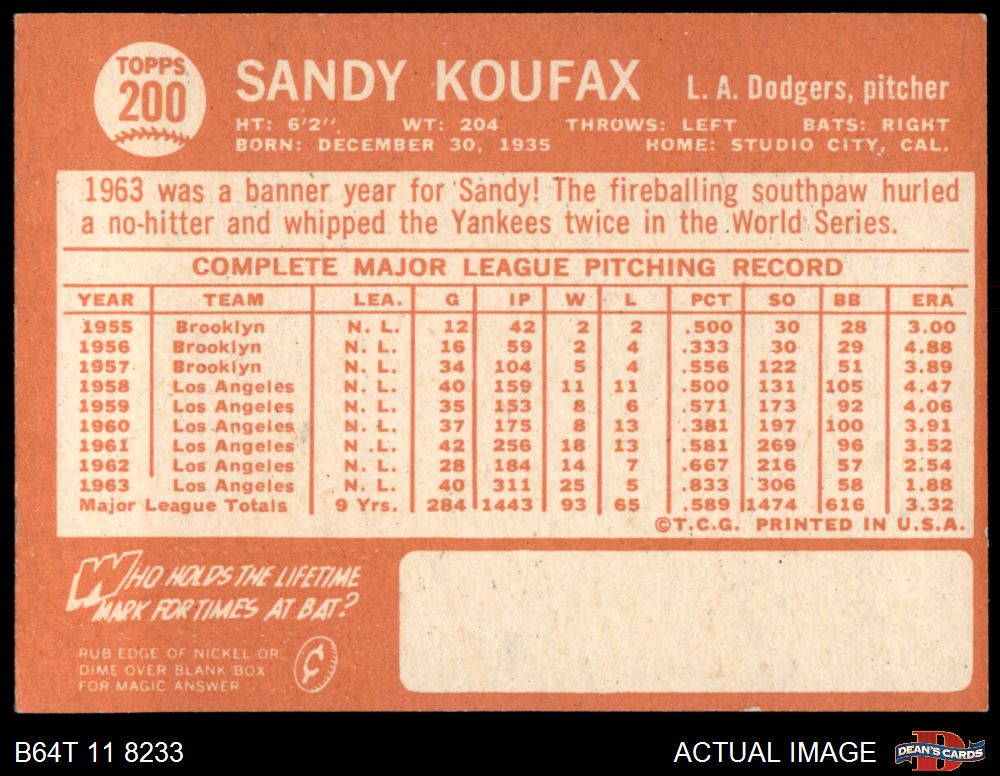 TOPPS
200
SANDY KOUFAX L. A. Dodgers, pitcher
HT: 6'2". WT: 204 THROWS: LEFT BATS: RIGHT
BORN: DECEMBER 30, 1935 HOME: STUDIO CITY, CAL.
1963 was a banner year for Sandy! The fireballing southpaw hurled
a no-hitter and whipped the Yankees twice in the World Series.
COMPLETE MAJOR LEAGUE PITCHING RECORD
YEAR TEAM LEA. G IP W L PCT SO BB ERA
1955 Brooklyn N. L. 12 42 2 2 .500 30 28 3.00
1956 Brooklyn N. L. 16 59 2 4 .333 30 29 4.88
1957 Brooklyn N. L. 34 104 5 4 .556 122 51 3.89
1958 Los Angeles N. L. 40 159 11 11 .500 131 105 4.47
1959 Los Angeles N. L. 35 153 8 6 .571 173 92 4.06
1960 Los Angeles N. L. 37 175 8 13 .381 197 100 3.91
1961 Los Angeles N .L. 42 256 18 13 .581 269 96 3.52
1962 Los Angeles N. L. 28 184 14 7 .667 216 57 2.54
1963 Los Angeles N. L. 40 311 25 5 .833 306 58 1.88
Major League Totals 9 Yrs. 284 1443 93 65 .589 1474 616 3.32
©T.C.G. PRINTED IN U.S.A.
WHO HOLDS THE LIFETIME
MARK FOR TIMES AT BAT?
RUB EDGE OF NICKEL OR
DIME OVER BLANK BOX
FOR MAGIC ANSWER
¢
B64T 11 8233 ACTUAL IMAGE D DEAN'S CARDS